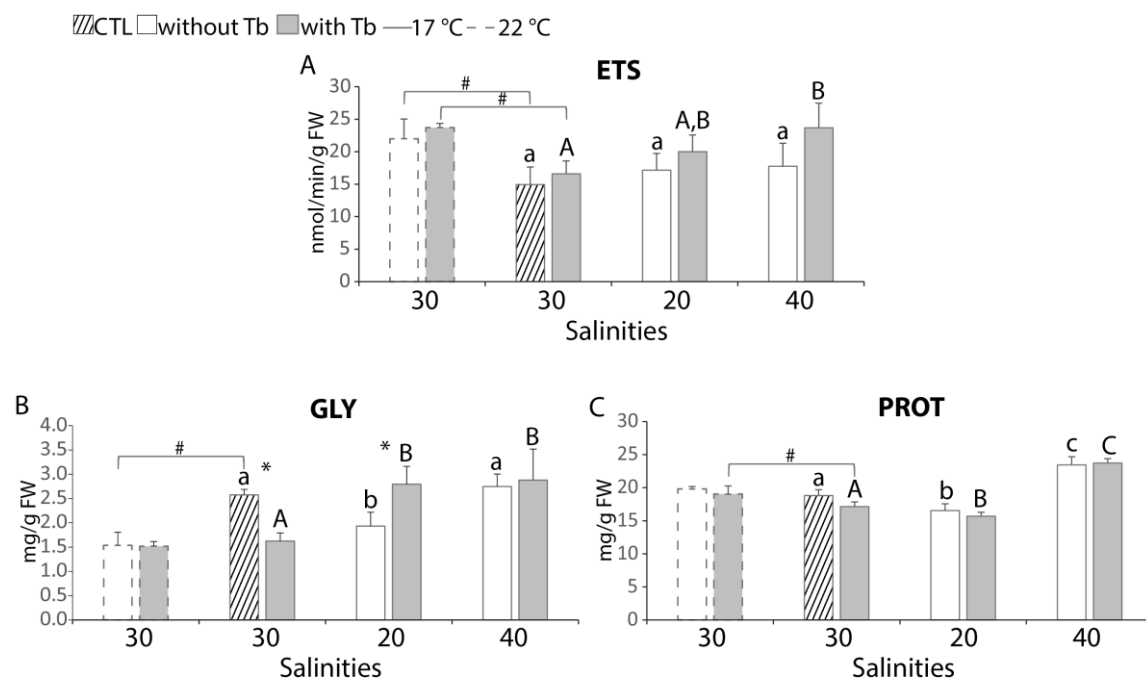 CTL without Tb with Tb 17 °C 22 °C
A
ETS
nmol/min/g FW
30
25
20
15
10
5
0
#
#
a
A
a
A,B
a
B
30 30 20 40
Salinities
B
GLY
mg/g FW
4.0
3.5
3.0
2.5
2.0
1.5
1.0
0.5
0.0
#
a
*
A
b
*
B
a
B
30 30 20 40
Salinities
C
PROT
mg/g FW
30
25
20
15
10
5
0
#
a
A
b
B
c
C
30 30 20 40
Salinities